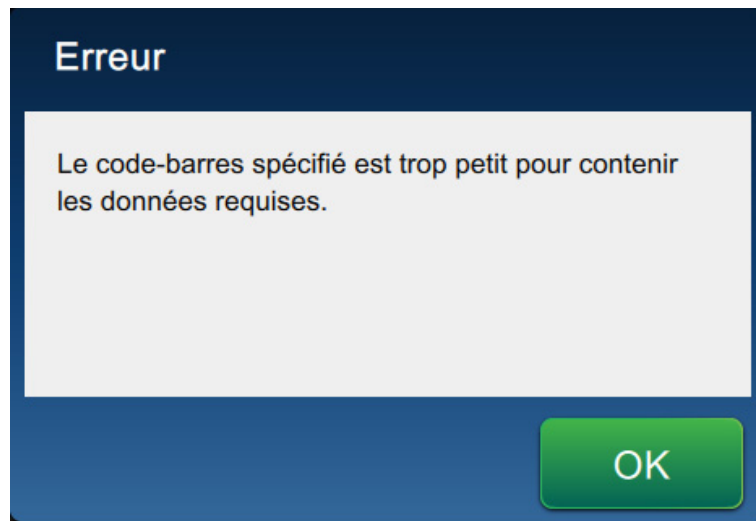 Erreur
Le code-barres spécifié est trop petit pour contenir
les données requises.
OK